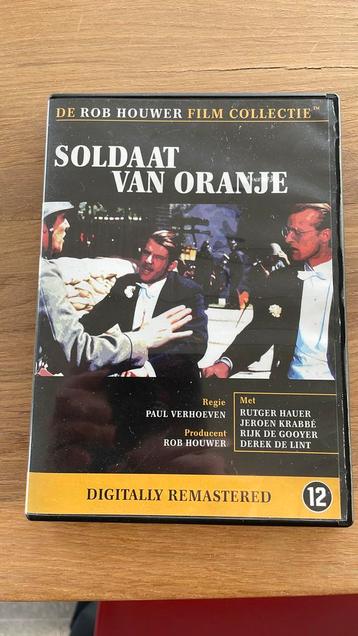 DE ROB HOUWER FILM COLLECTIE™
SOLDAAT
VAN ORANJE
Regie
PAUL VERHOEVEN
Producent
ROB HOUWER
Met
RUTGER HAUER
JEROEN KRABBÉ
RIJK DE GOOYER
DEREK DE LINT
DIGITALLY REMASTERED
12